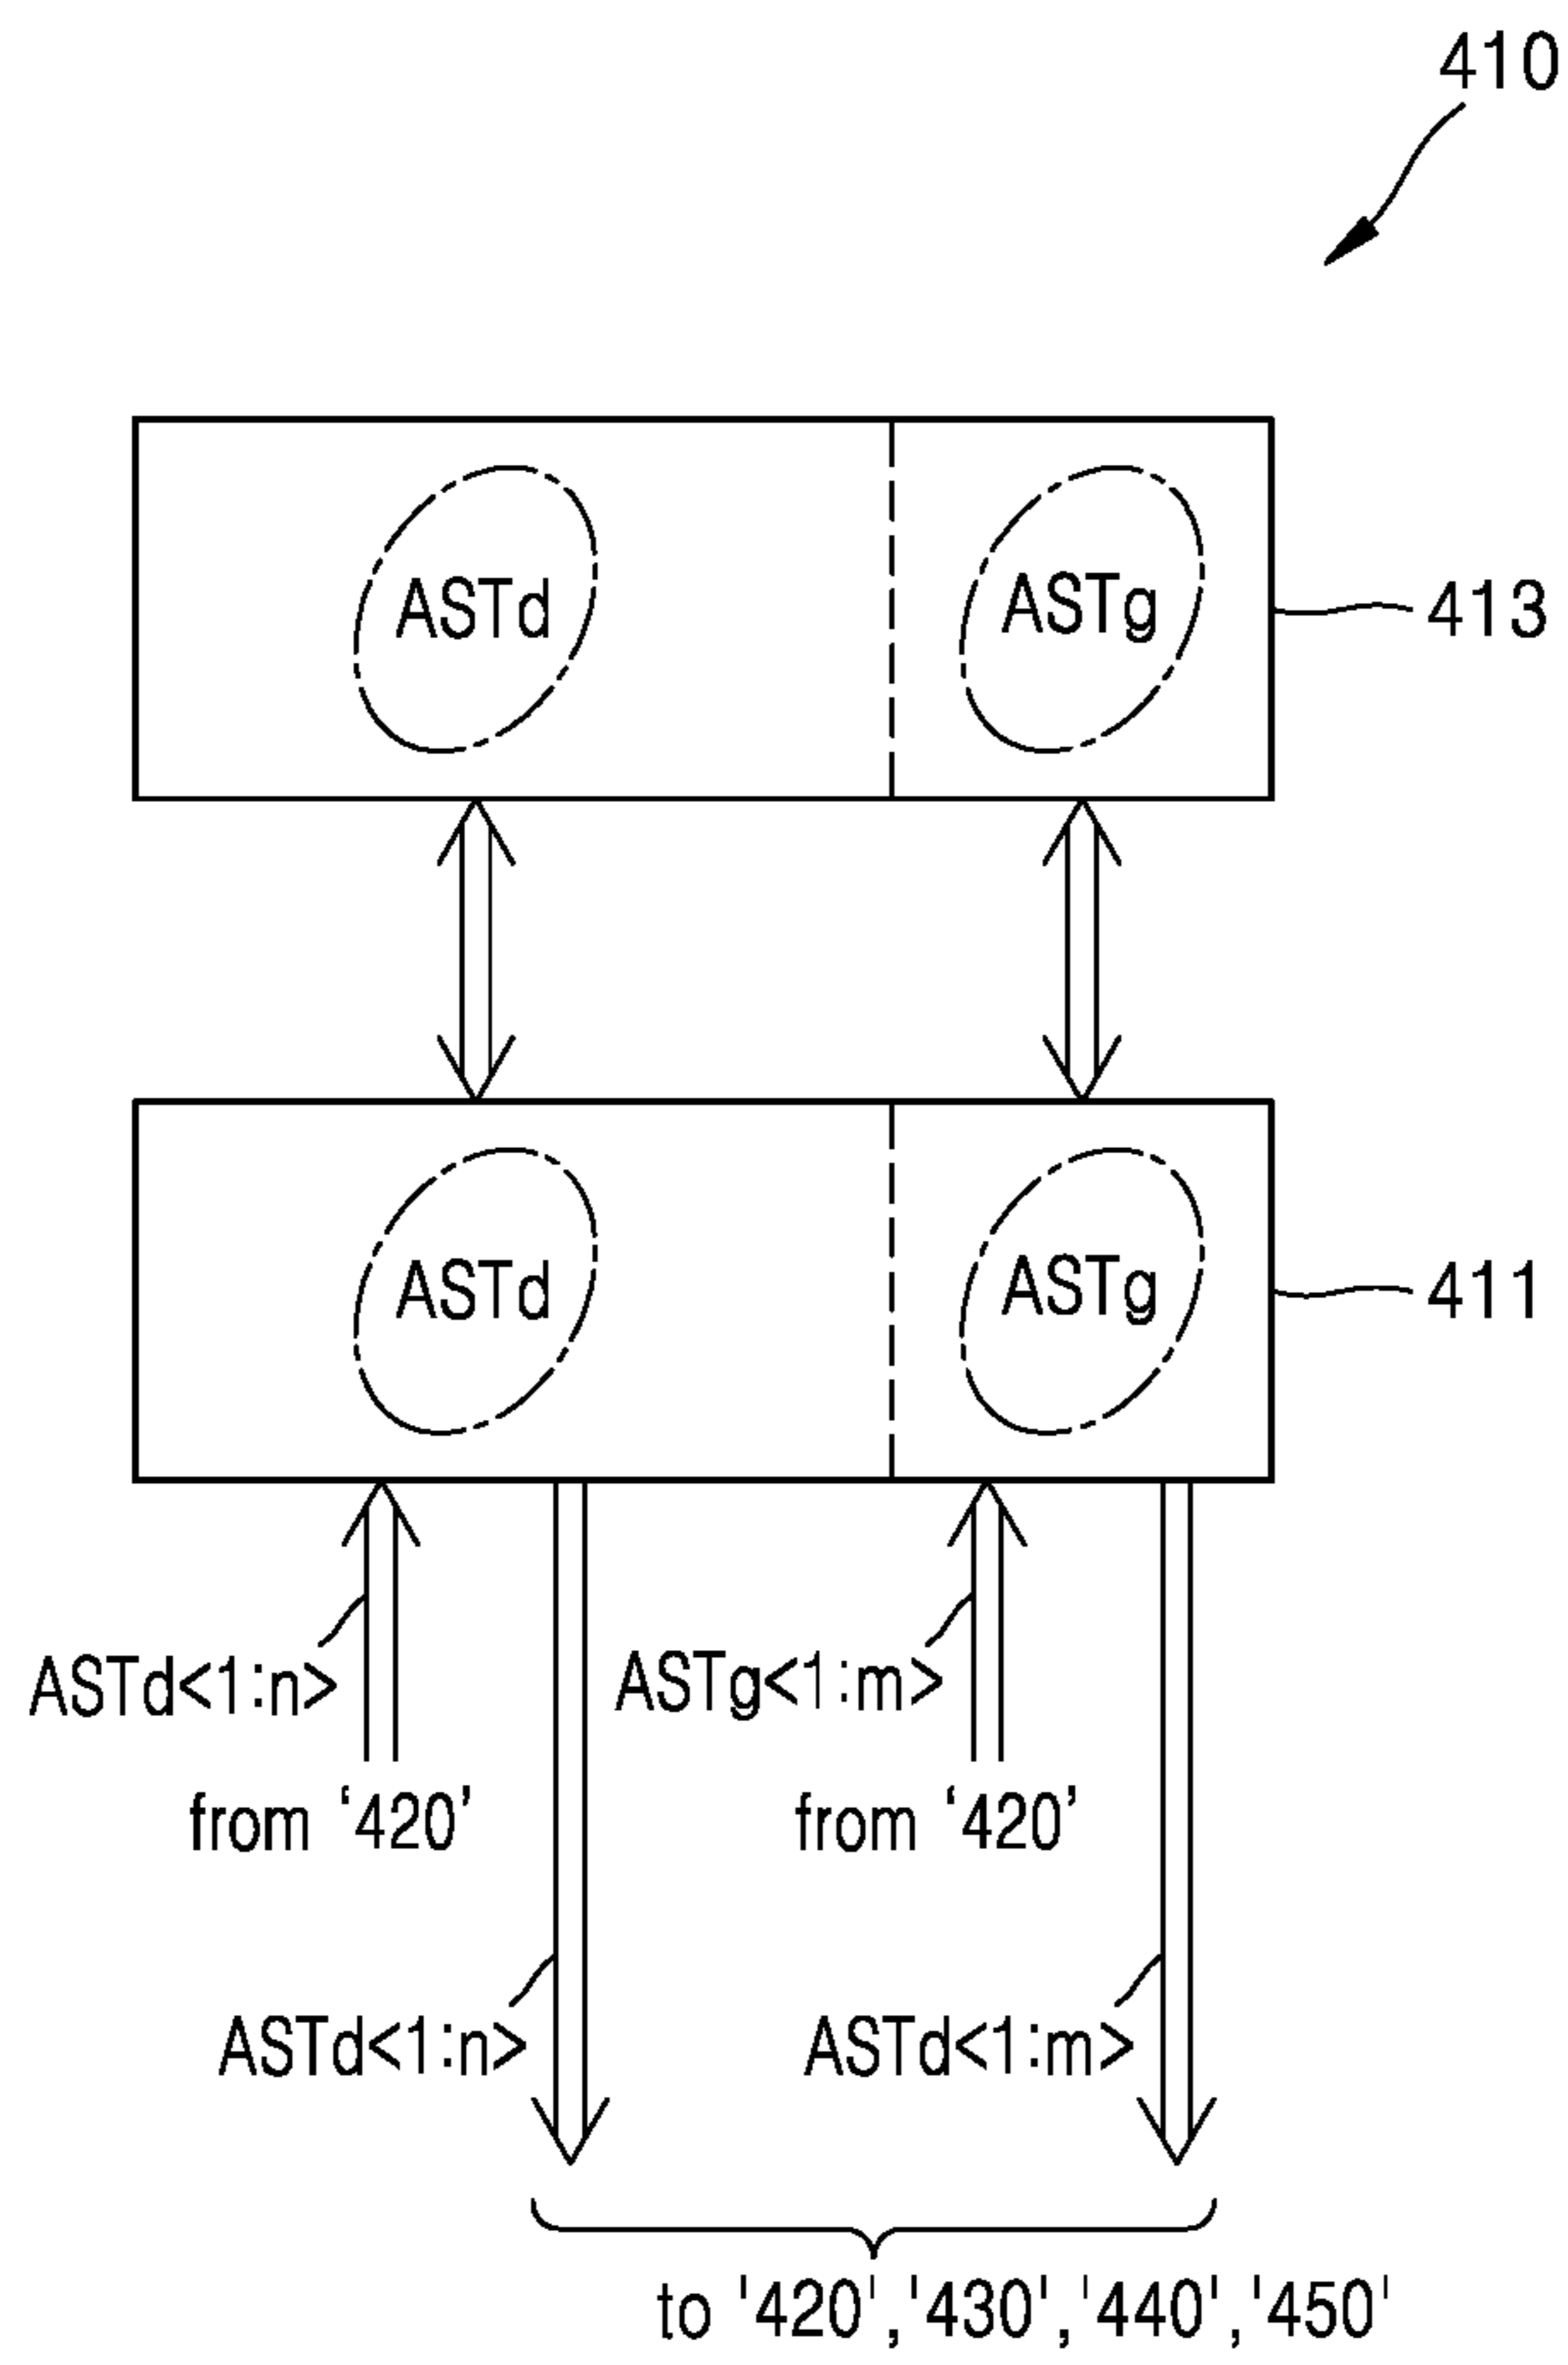 410
ASTd ASTg 413
ASTd ASTg 411
ASTd<1:n> ASTg<1:m>
from ‘420’ from ‘420’
ASTd<1:n> ASTd<1:m>
to '420','430','440','450'